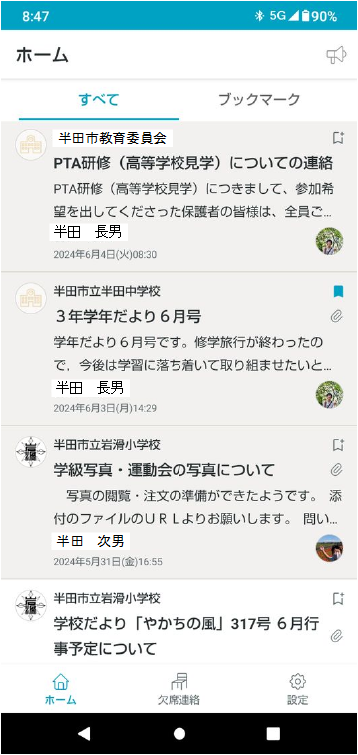 8:47 5G 90%
ホーム
すべて ブックマーク
半田市教育委員会
PTA研修（高等学校見学）についての連絡
PTA研修（高等学校見学）につきまして、参加希
望を出してくださった保護者の皆様は、全員ご...
半田　長男
2024年6月4日(火)08:30
半田市立半田中学校
３年学年だより６月号
学年だより６月号です。修学旅行が終わったの
で、今後は学習に落ち着いて取り組ませたいと...
半田　長男
2024年6月3日(月)14:29
半田市立岩滑小学校
学級写真・運動会の写真について
　写真の閲覧・注文の準備ができたようです。 添
付のファイルのＵＲＬよりお願いします。 問い...
半田　次男
2024年5月31日(金)16:55
半田市立岩滑小学校
学校だより「やかちの風」317号 ６月行
事予定について
ホーム 欠席連絡 設定